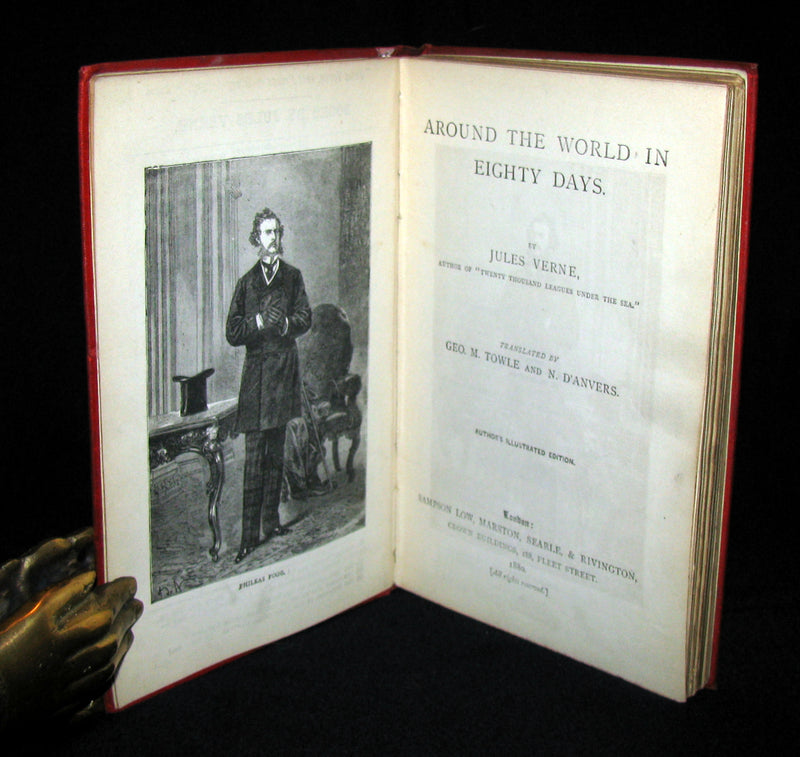 PHILEAS FOGG.
AROUND THE WORLD IN
EIGHTY DAYS.
BY
JULES VERNE,
AUTHOR OF "TWENTY THOUSAND LEAGUES UNDER THE SEA."
TRANSLATED BY
GEO. M. TOWLE AND N. D'ANVERS.
AUTHOR'S ILLUSTRATED EDITION.
London:
SAMPSON LOW, MARSTON, SEARLE, & RIVINGTON,
CROWN BUILDINGS, 188, FLEET STREET.
1880.
[All rights reserved.]